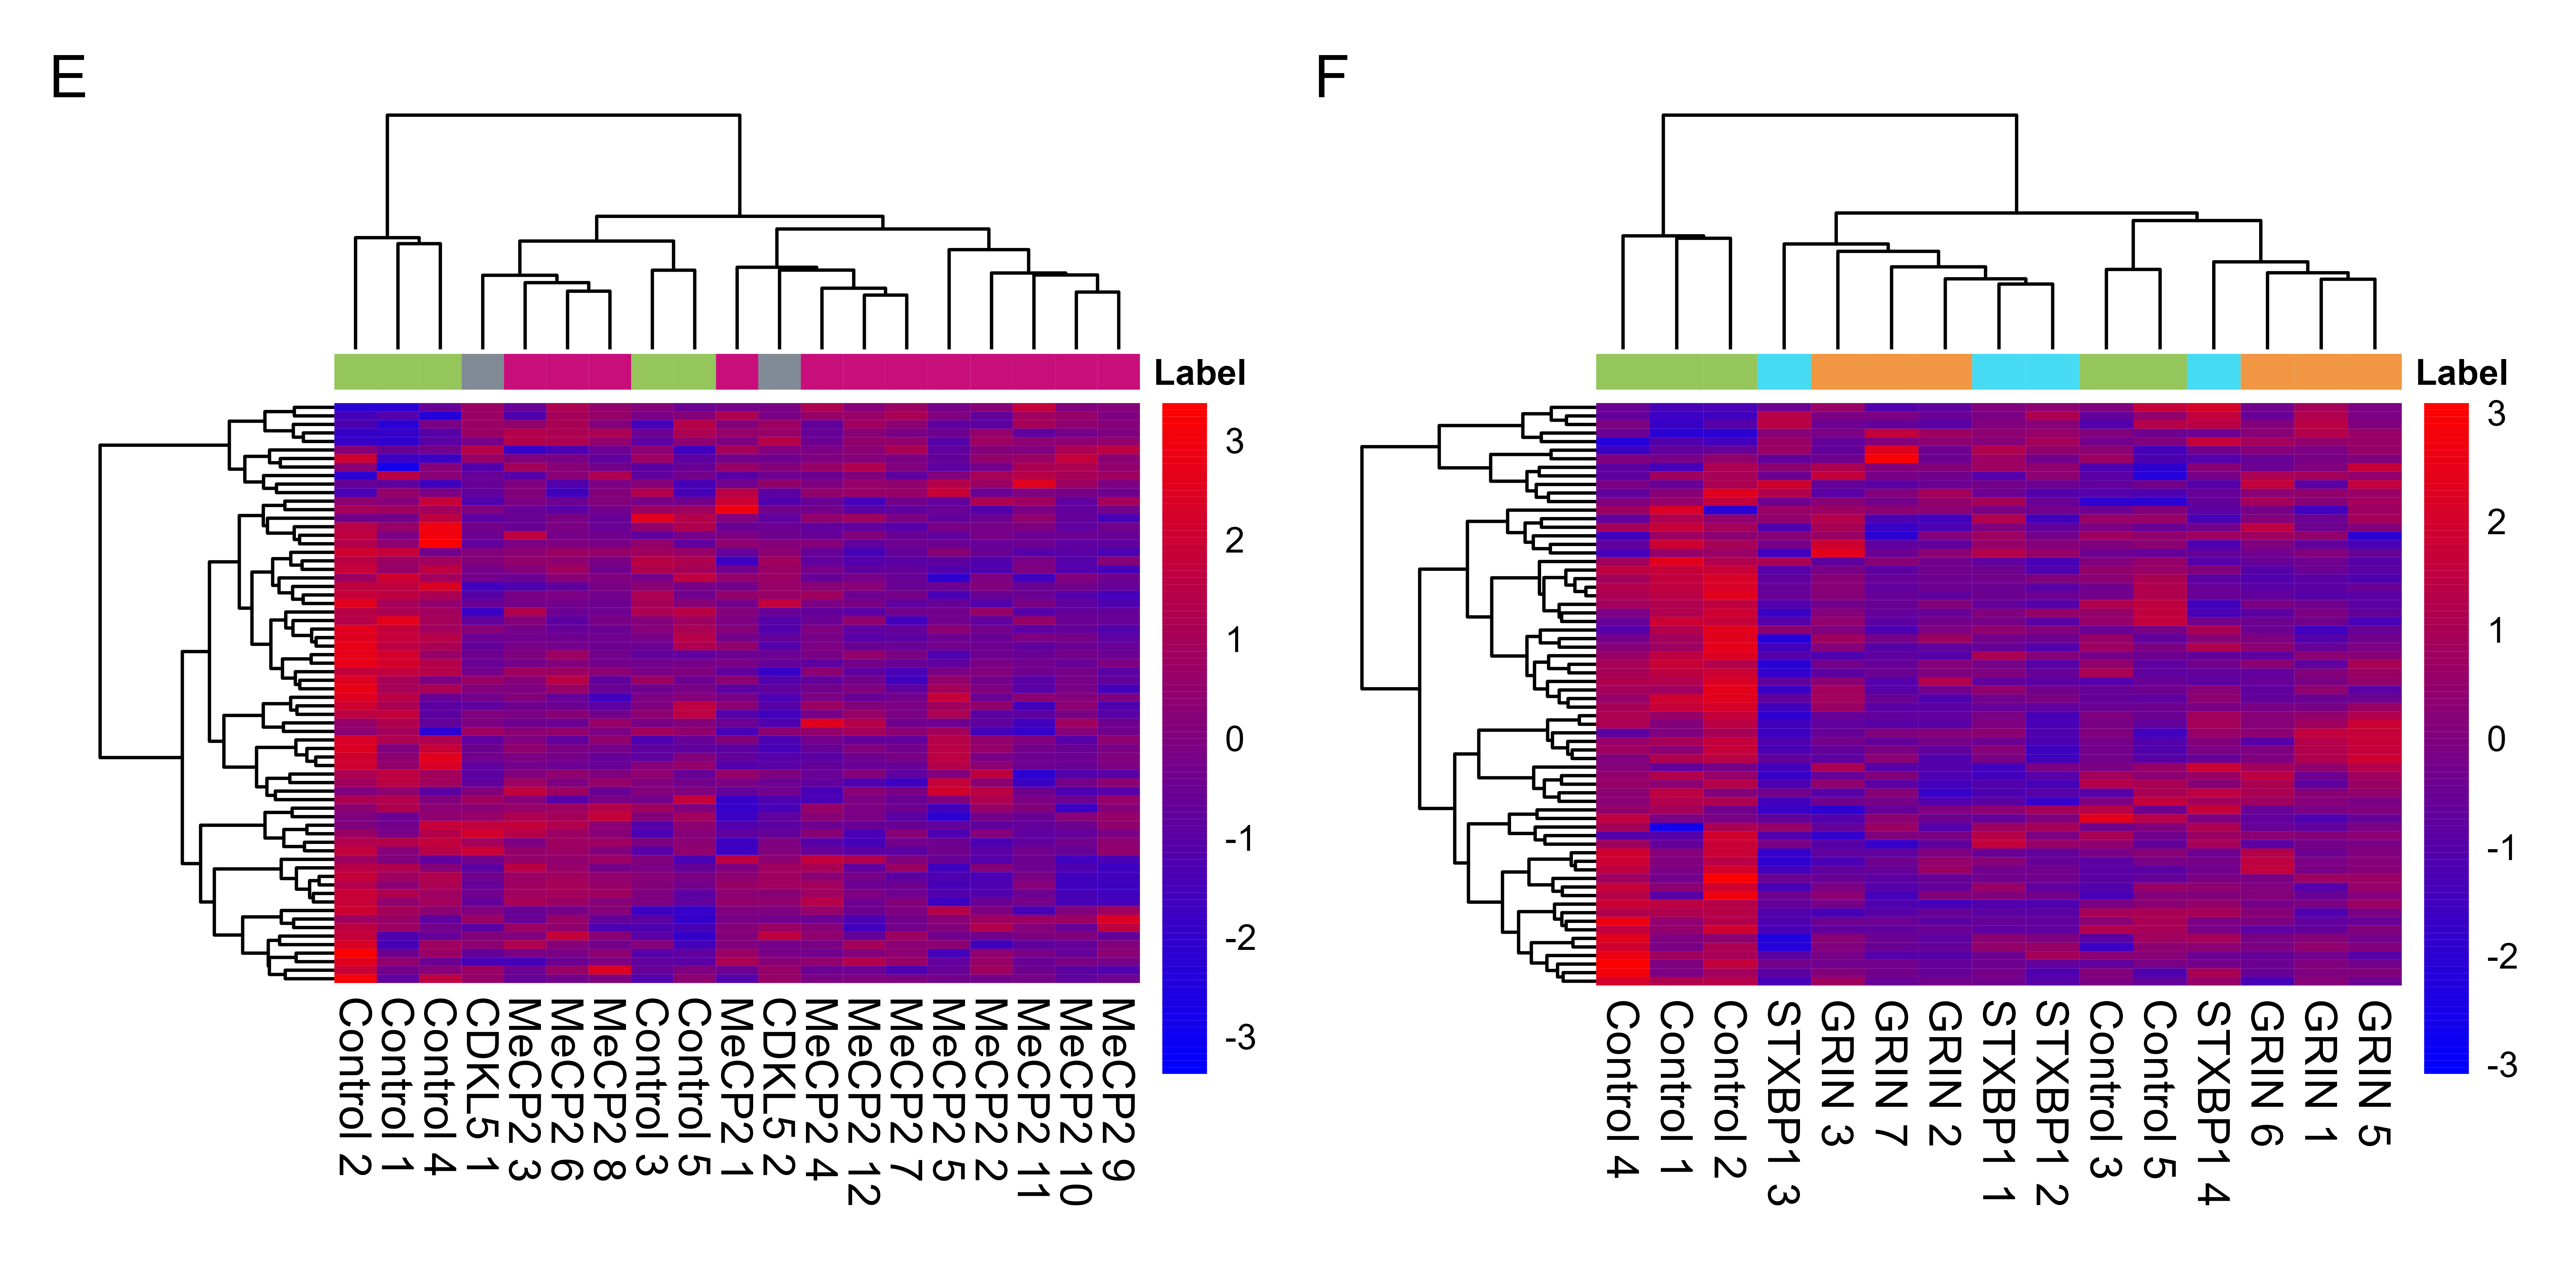 E
F
Label
Label
3
2
1
0
-1
-2
-3
3
2
1
0
-1
-2
-3
Control 2
Control 1
Control 4
CDKL5 1
MeCP2 3
MeCP2 6
MeCP2 8
Control 3
Control 5
MeCP2 1
CDKL5 2
MeCP2 4
MeCP2 12
MeCP2 7
MeCP2 5
MeCP2 2
MeCP2 11
MeCP2 10
MeCP2 9
Control 4
Control 1
Control 2
STXBP1 3
GRIN 3
GRIN 7
GRIN 2
STXBP1 1
STXBP1 2
Control 3
Control 5
STXBP1 4
GRIN 6
GRIN 1
GRIN 5